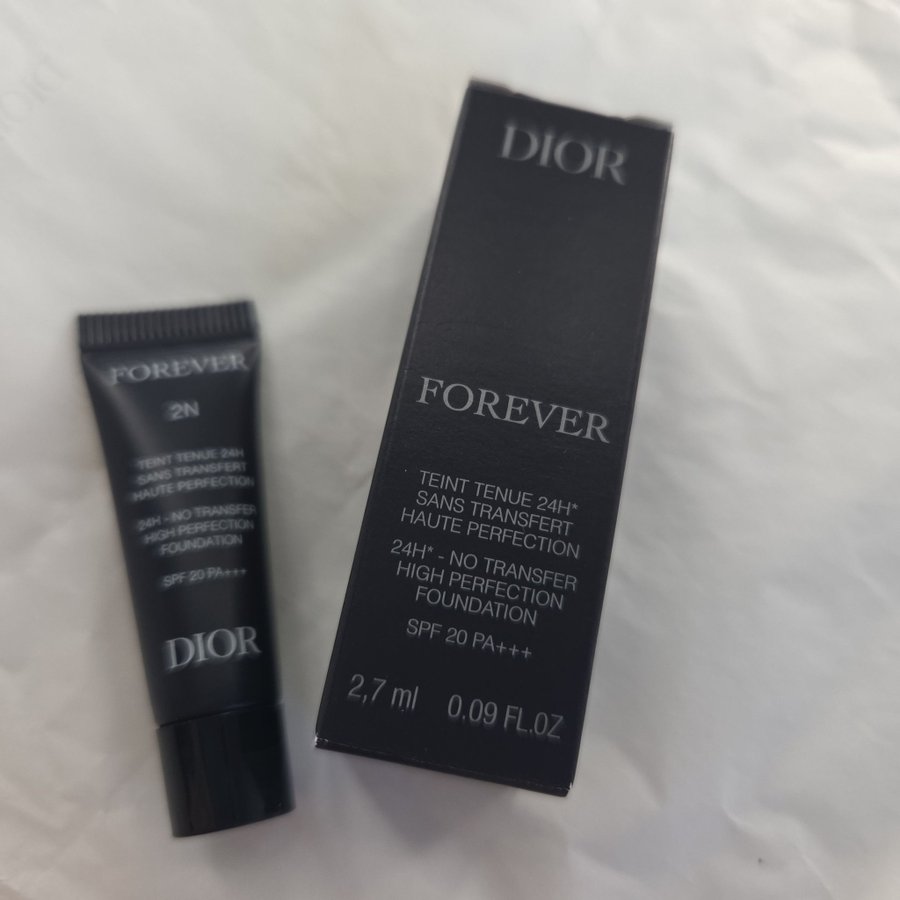 FOREVER
2N
TEINT TENUE 24H
SANS TRANSFERT
HAUTE PERFECTION
24H - NO TRANSFER
HIGH PERFECTION
FOUNDATION
SPF 20 PA+++
DIOR
DIOR
FOREVER
TEINT TENUE 24H*
SANS TRANSFERT
HAUTE PERFECTION
24H* - NO TRANSFER
HIGH PERFECTION
FOUNDATION
SPF 20 PA+++
2,7 ml 0.09 FL.OZ